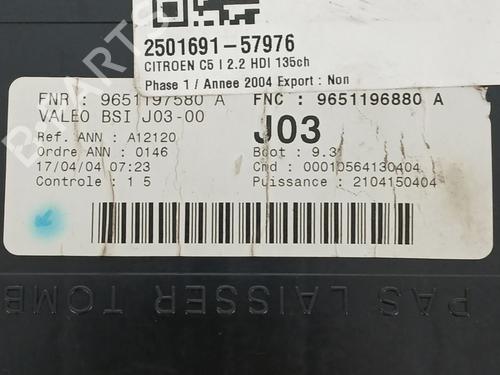 2501691-57976
CITROEN C5 I 2.2 HDI 135ch
Phase 1 / Annee 2004 Export : Non
FNR : 9651197580 A
FNC : 9651196880 A
VALEO BSI J03-00
J03
Ref. ANN : A12120
Ordre ANN : 0146
Boot : 9.3
17/04/04 07:23
Cnd : 00010564130404
Controle : 1 5
Puissance : 2104150404
PAS LAISSER TOMB